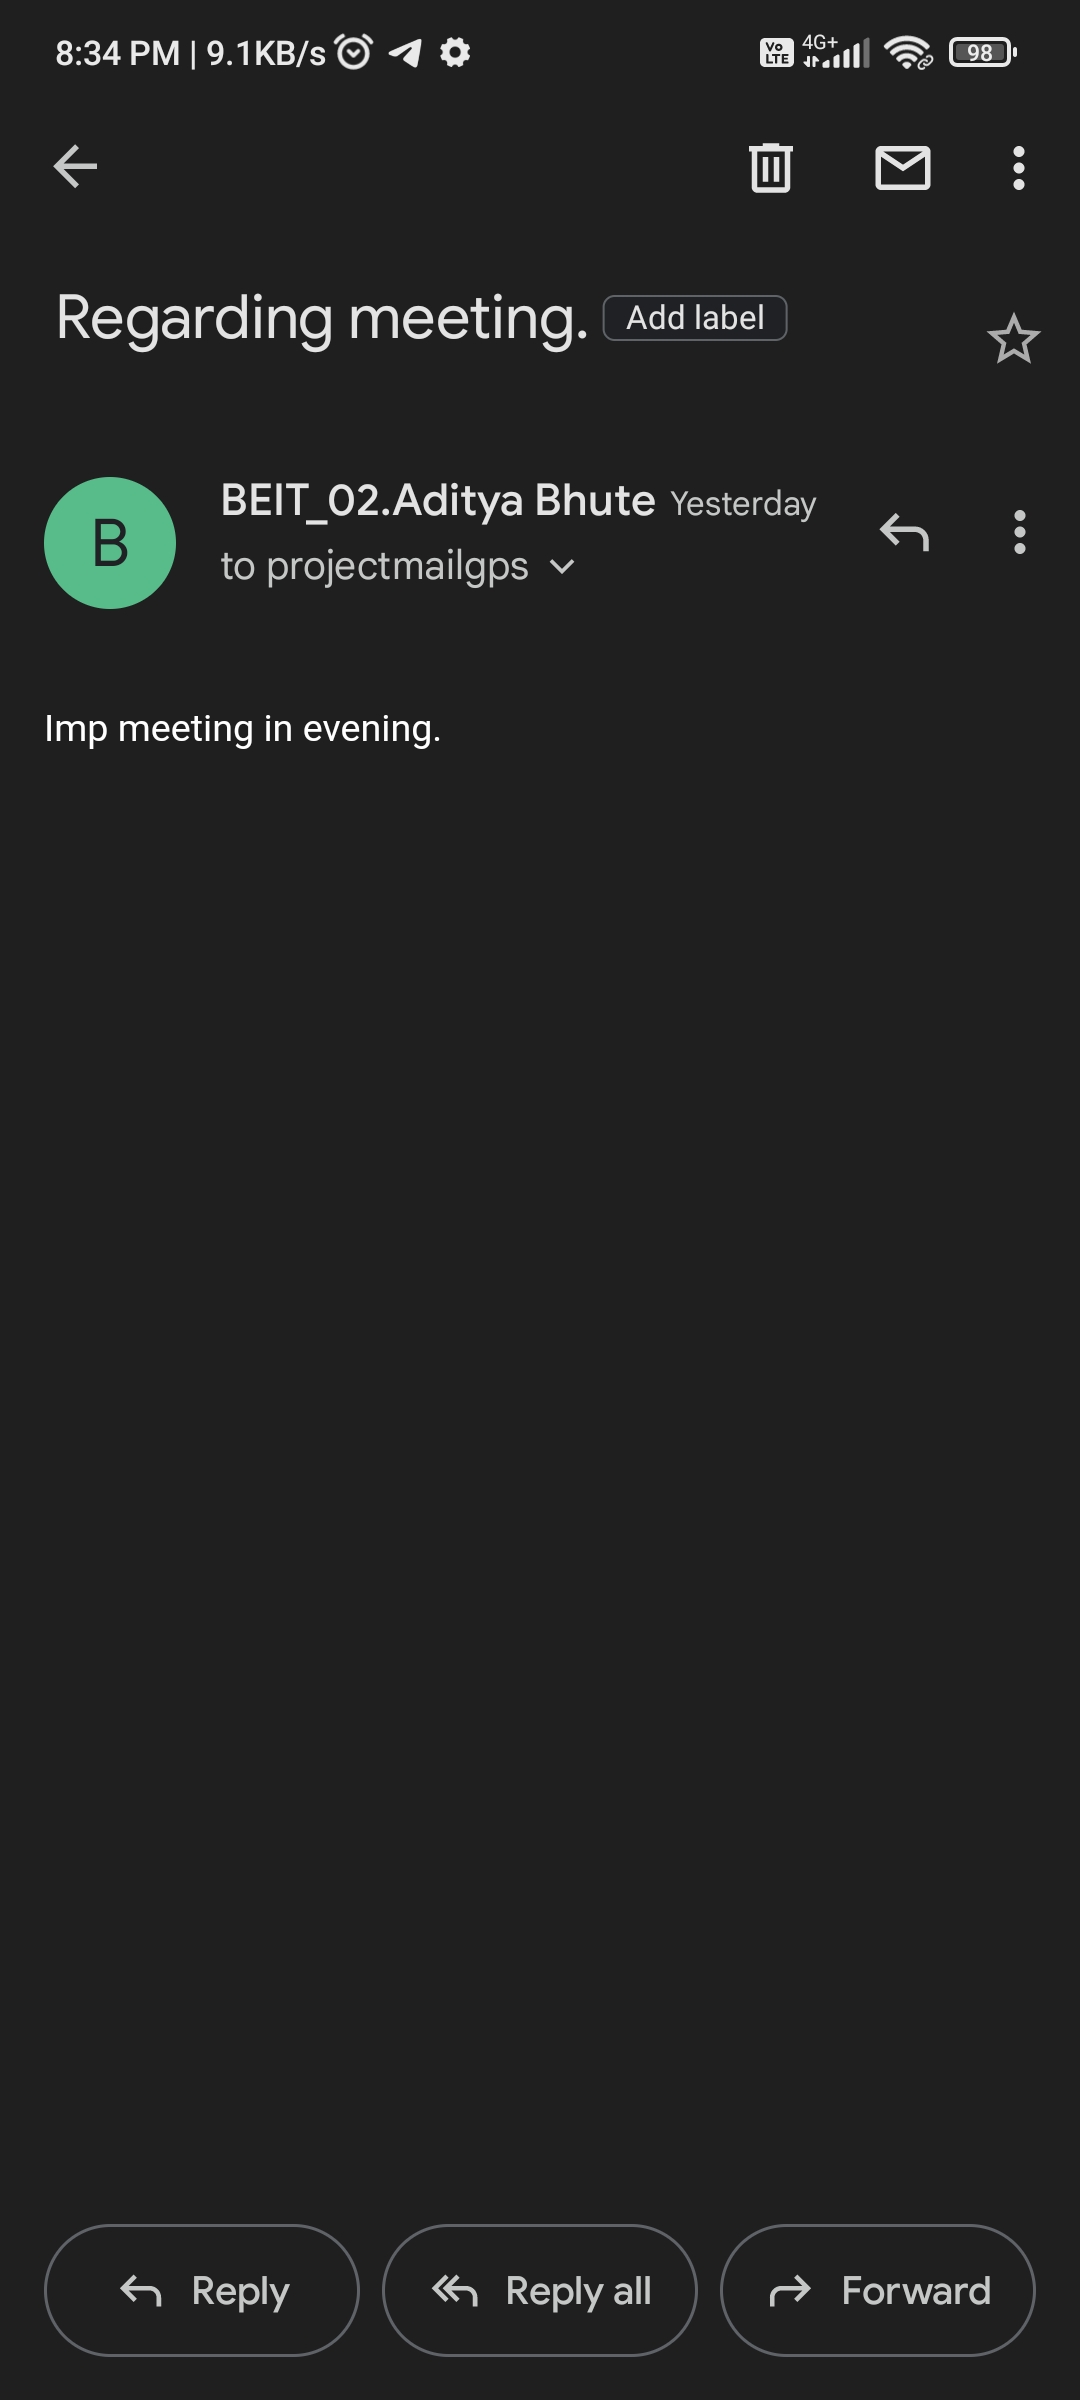 8:34 PM | 9.1KB/s Vo LTE 4G+ 98
Regarding meeting. Add label
B
BEIT_02.Aditya Bhute Yesterday
to projectmailgps
Imp meeting in evening.
Reply Reply all Forward